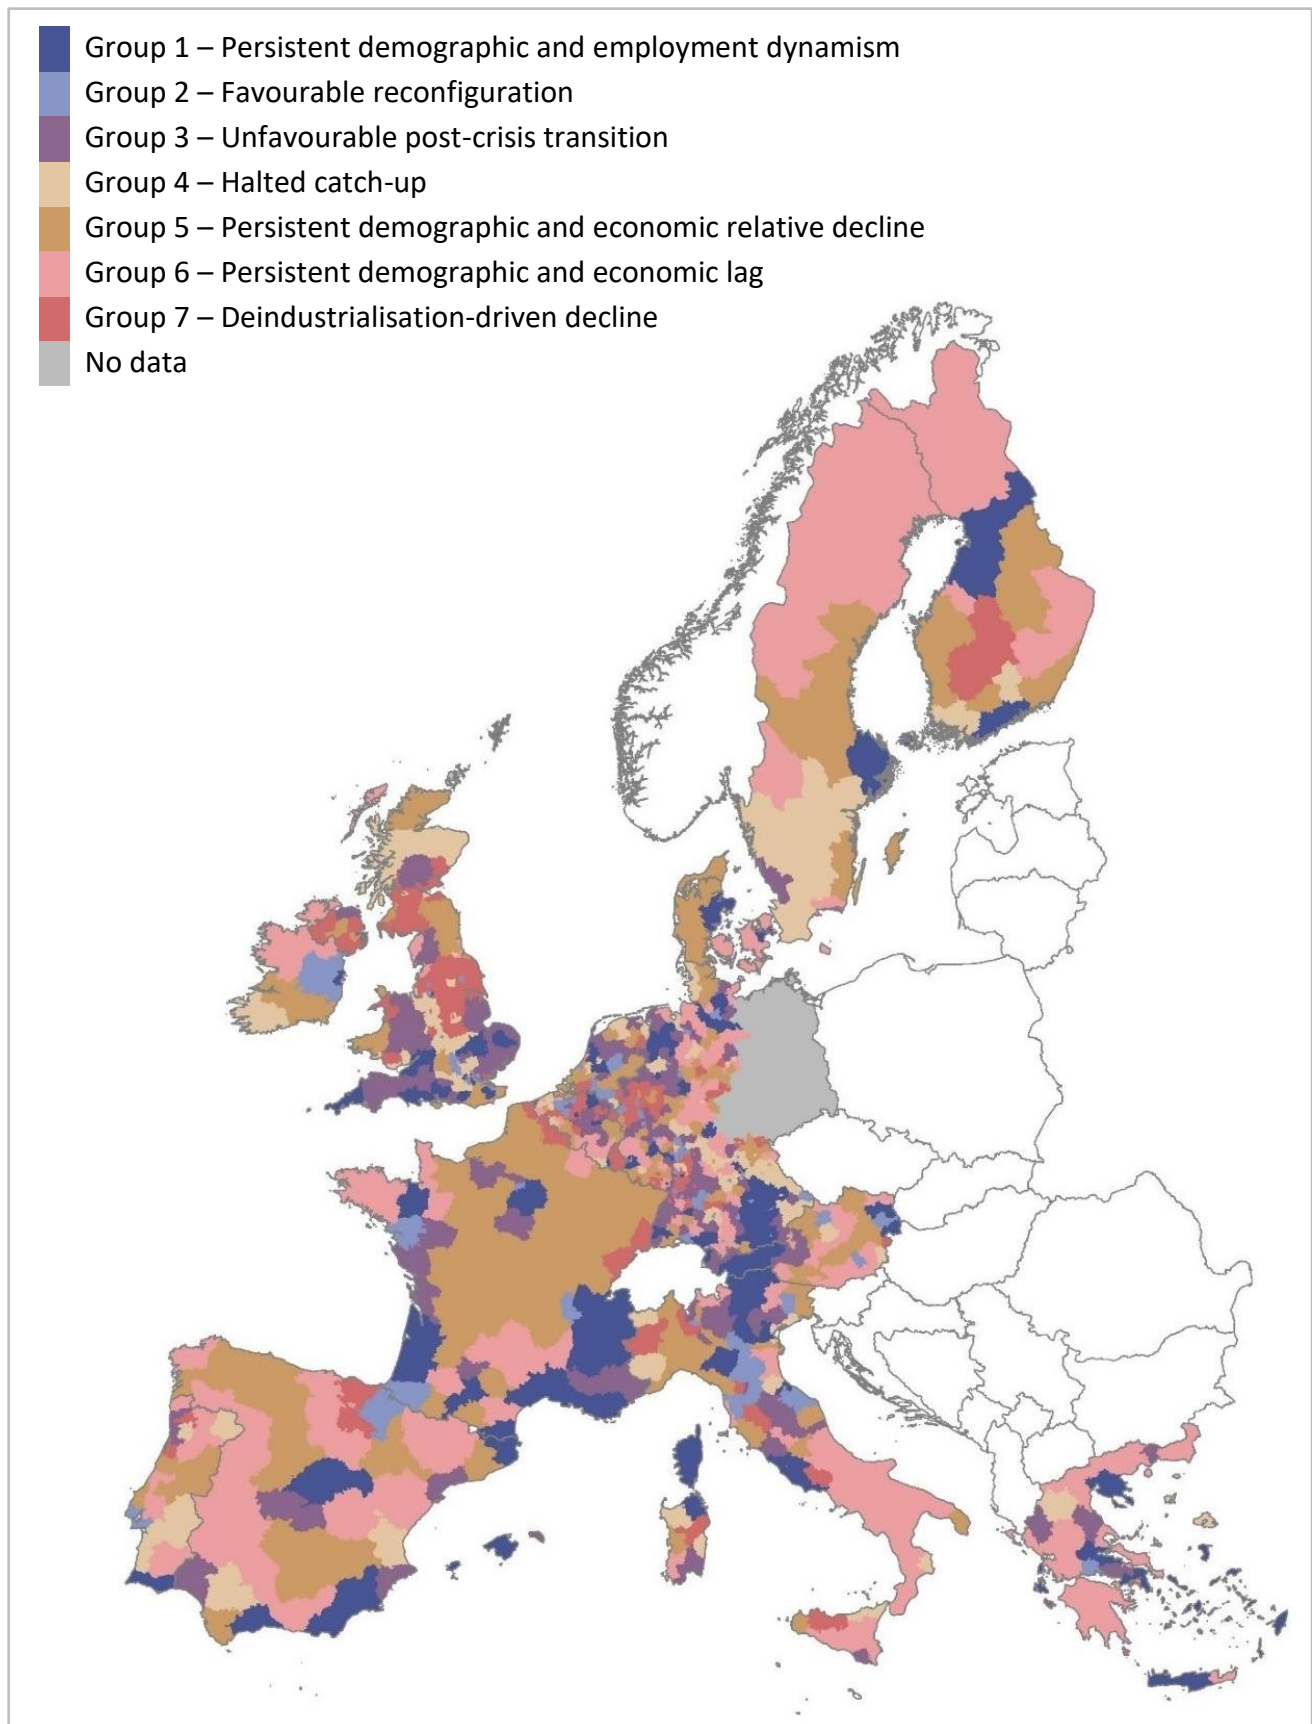 Group 1 – Persistent demographic and employment dynamism
Group 2 – Favourable reconfiguration
Group 3 – Unfavourable post-crisis transition
Group 4 – Halted catch-up
Group 5 – Persistent demographic and economic relative decline
Group 6 – Persistent demographic and economic lag
Group 7 – Deindustrialisation-driven decline
No data